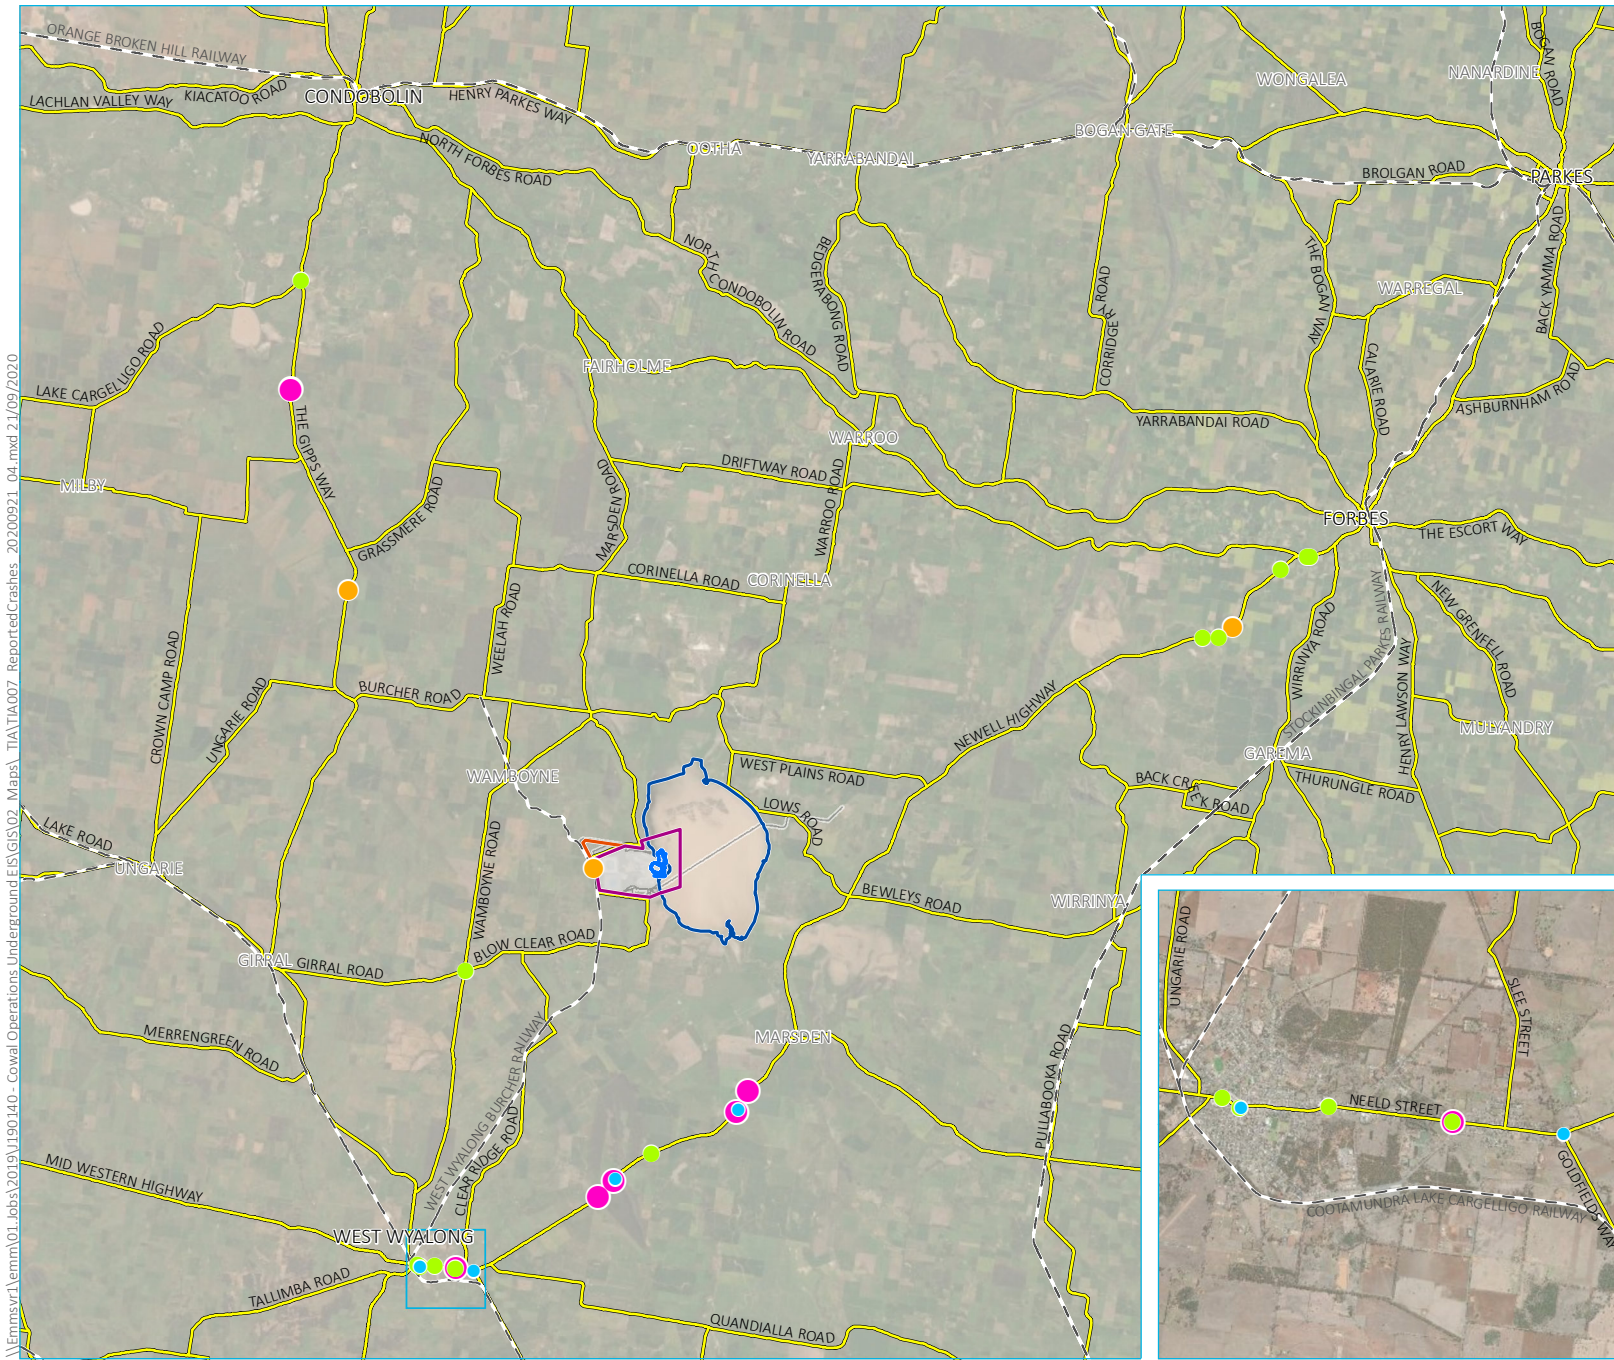 ORANGE BROKEN HILL RAILWAY
LACHLAN VALLEY WAY
KIACATOO ROAD
CONDOBOLIN
HENRY PARKES WAY
NORTH FORBES ROAD
OOTHA
YARRABANDAI
BOGAN GATE
WONGALEA
NANARDINE
BOGAN ROAD
BROLGAN ROAD
PARKES
NORTH CONDOBOLIN ROAD
BEDGERABONG ROAD
CORRIDGERY ROAD
THE BOGAN WAY
WARREGAL
BACK YAMMA ROAD
LAKE CARGELLIGO ROAD
THE GIPPS WAY
FAIRHOLME
CALARIE ROAD
ASHBURNHAM ROAD
YARRABANDAI ROAD
WARROO
MILBY
GRASSMERE ROAD
MARSDEN ROAD
DRIFTWAY ROAD
WARROO ROAD
FORBES
THE ESCORT WAY
CORINELLA ROAD
CORINELLA
WEELAH ROAD
CROWN CAMP ROAD
UNGARIE ROAD
BURCHER ROAD
NEWELL HIGHWAY
WIRRINYA ROAD
STOCKINBINGAL PARKES RAILWAY
HENRY LAWSON WAY
NEW GRENFELL ROAD
MULYANDRY
GAREMA
WAMBOYNE
WEST PLAINS ROAD
LOWS ROAD
BACK CREEK ROAD
THURUNGLE ROAD
LAKE ROAD
UNGARIE
WAMBOYNE ROAD
BEWLEYS ROAD
WIRRINYA
GIRRAL
GIRRAL ROAD
BLOW CLEAR ROAD
MERRENGREEN ROAD
WEST WYALONG BURCHER RAILWAY
CLEAR RIDGE ROAD
MARSDEN
PULLABOOKA ROAD
MID WESTERN HIGHWAY
WEST WYALONG
TALLIMBA ROAD
QUANDIALLA ROAD
UNGARIE ROAD
SLEE STREET
NEELD STREET
GOLDFIELDS WAY
COOTAMUNDRA LAKE CARGELLIGO RAILWAY
\\Emmsvr1\emm\01.Jobs\2019\J190140 - Cowal Operations Underground EIS\GIS\02_Maps\_TIA\TIA007_ReportedCrashes_20200921_04.mxd 21/09/2020